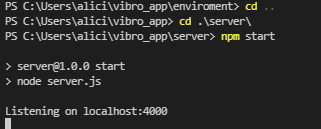 PS C:\Users\alici\vibro_app\enviroment> cd ..
PS C:\Users\alici\vibro_app> cd .\server\
PS C:\Users\alici\vibro_app\server> npm start
> server@1.0.0 start
> node server.js
Listening on localhost:4000